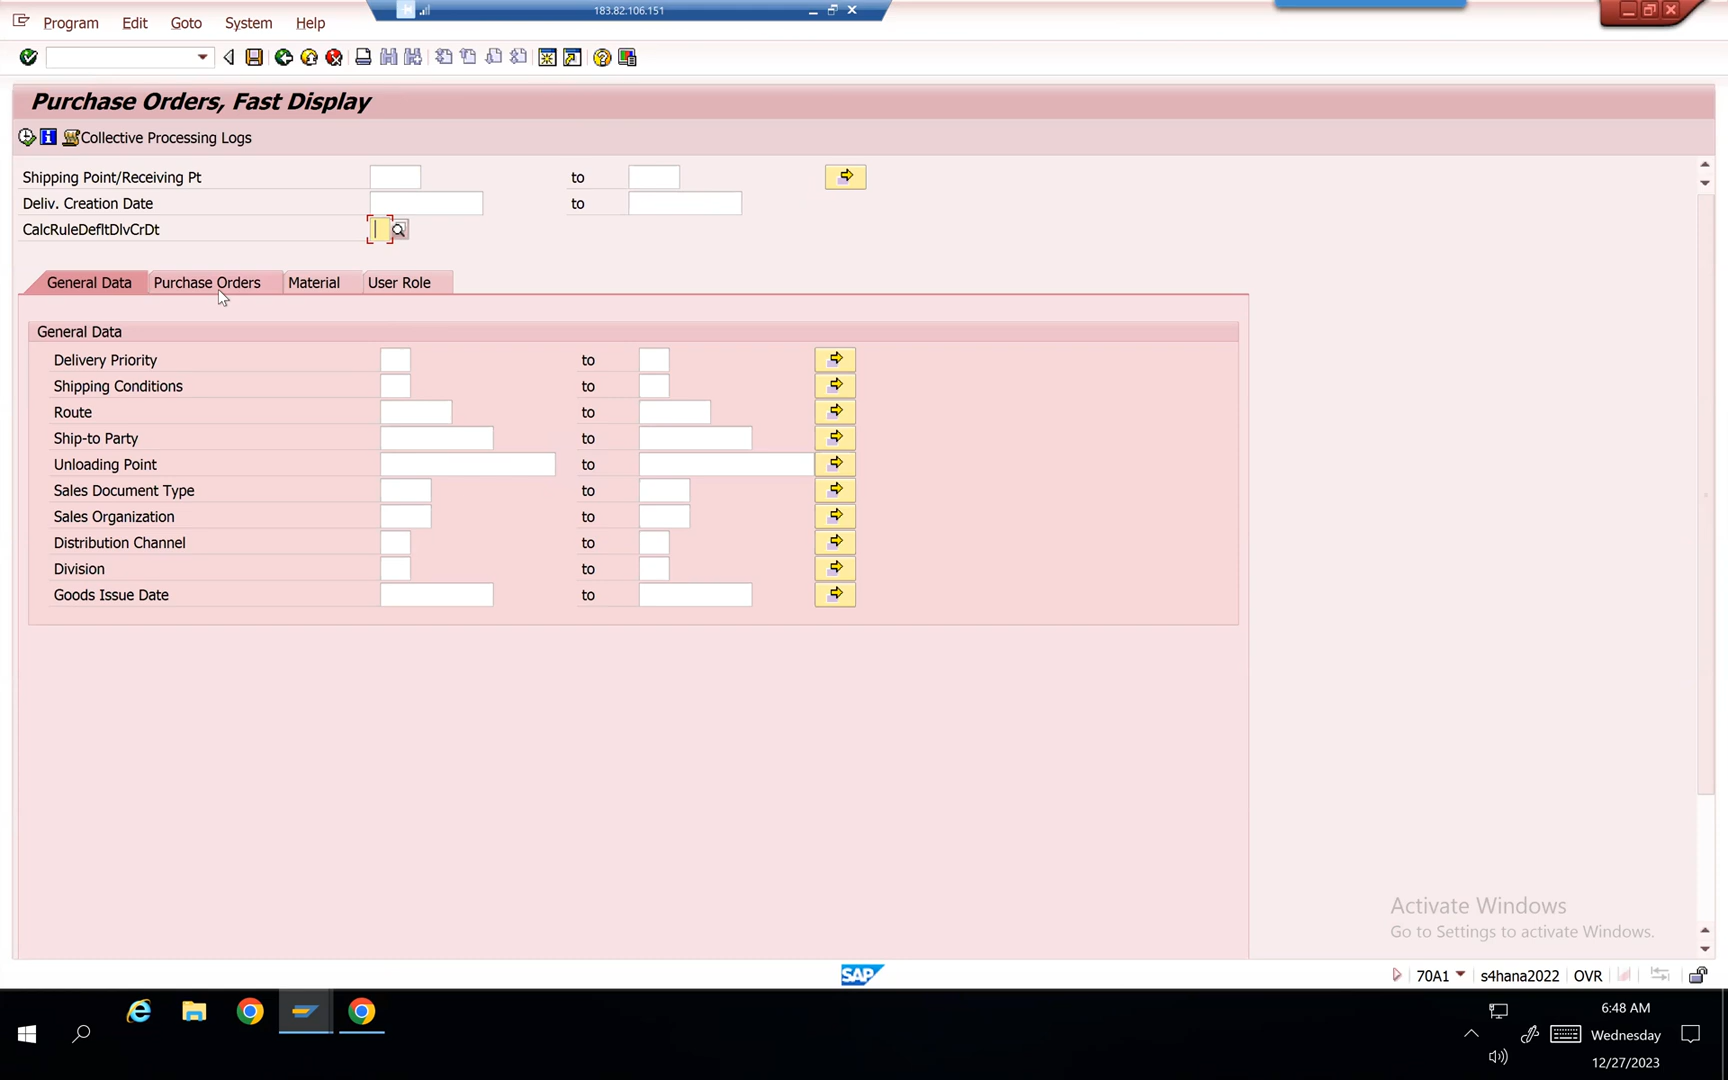 Program Edit Goto System Help
183.82.106.151
Purchase Orders, Fast Display
Collective Processing Logs
Shipping Point/Receiving Pt to
Deliv. Creation Date to
CalcRuleDefltDlvCrDt
General Data Purchase Orders Material User Role
General Data
Delivery Priority to
Shipping Conditions to
Route to
Ship-to Party to
Unloading Point to
Sales Document Type to
Sales Organization to
Distribution Channel to
Division to
Goods Issue Date to
Activate Windows
Go to Settings to activate Windows.
SAP
70A1 s4hana2022 OVR
6:48 AM
Wednesday
12/27/2023